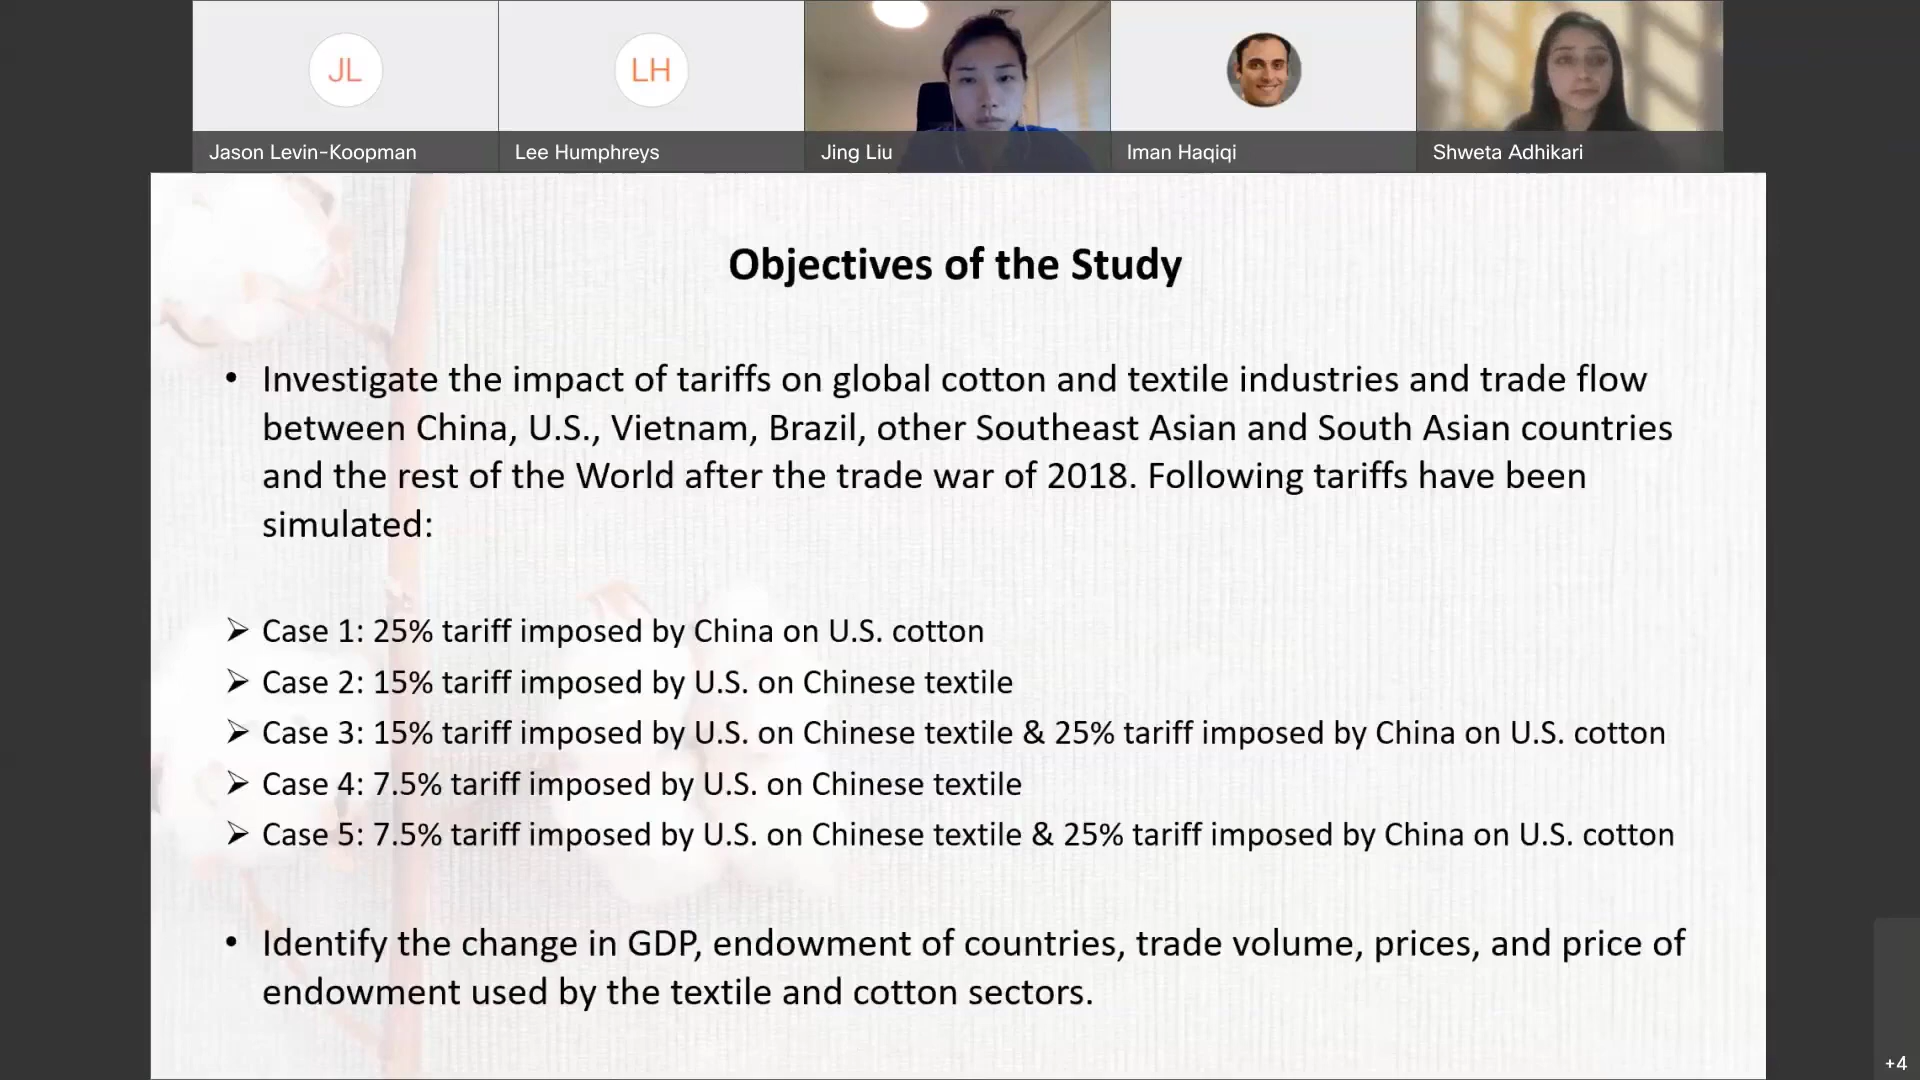 JL
LH
Jason Levin-Koopman
Lee Humphreys
Jing Liu
Iman Haqiqi
Shweta Adhikari
Objectives of the Study
• Investigate the impact of tariffs on global cotton and textile industries and trade flow
between China, U.S., Vietnam, Brazil, other Southeast Asian and South Asian countries
and the rest of the World after the trade war of 2018. Following tariffs have been
simulated:
➢ Case 1: 25% tariff imposed by China on U.S. cotton
➢ Case 2: 15% tariff imposed by U.S. on Chinese textile
➢ Case 3: 15% tariff imposed by U.S. on Chinese textile & 25% tariff imposed by China on U.S. cotton
➢ Case 4: 7.5% tariff imposed by U.S. on Chinese textile
➢ Case 5: 7.5% tariff imposed by U.S. on Chinese textile & 25% tariff imposed by China on U.S. cotton
• Identify the change in GDP, endowment of countries, trade volume, prices, and price of
endowment used by the textile and cotton sectors.
+4